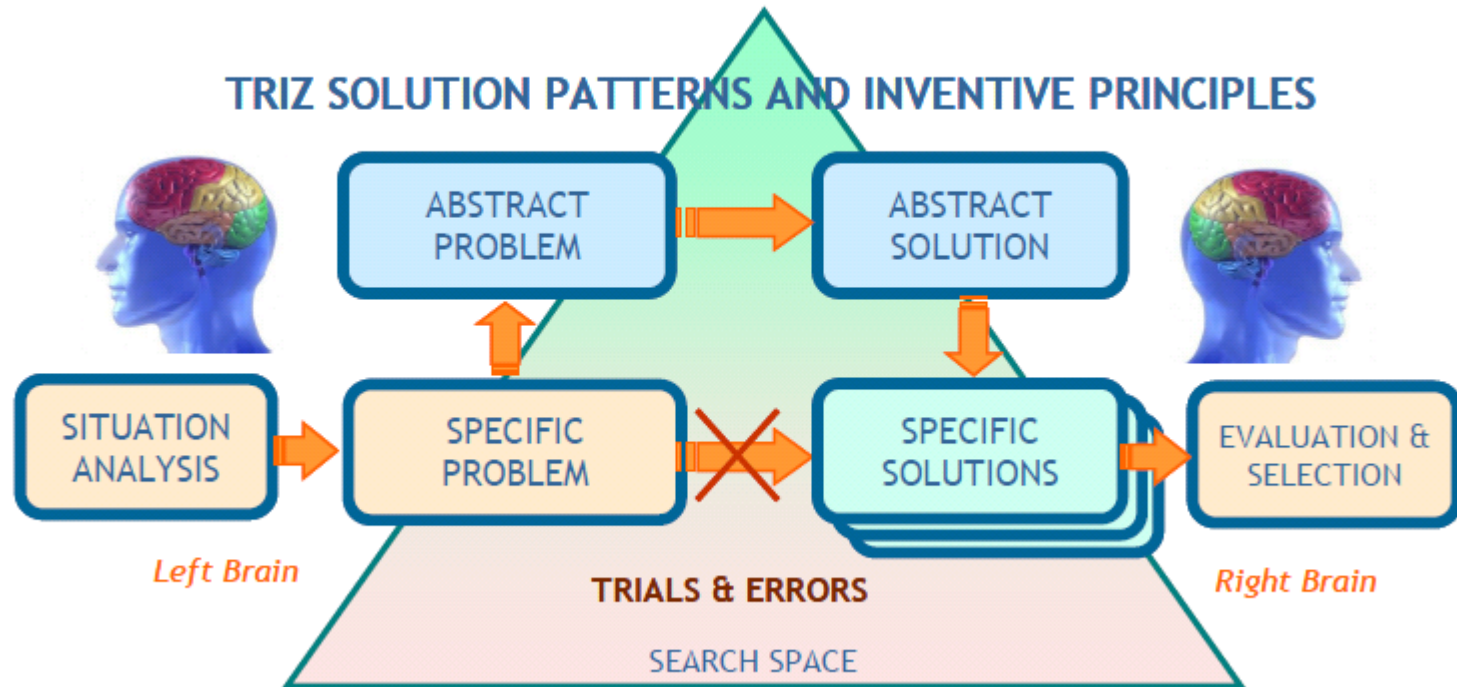 TRIZ SOLUTION PATTERNS AND INVENTIVE PRINCIPLES
ABSTRACT
PROBLEM
ABSTRACT
SOLUTION
SITUATION
ANALYSIS
SPECIFIC
PROBLEM
SPECIFIC
SOLUTIONS
EVALUATION &
SELECTION
Left Brain
TRIALS & ERRORS
Right Brain
SEARCH SPACE